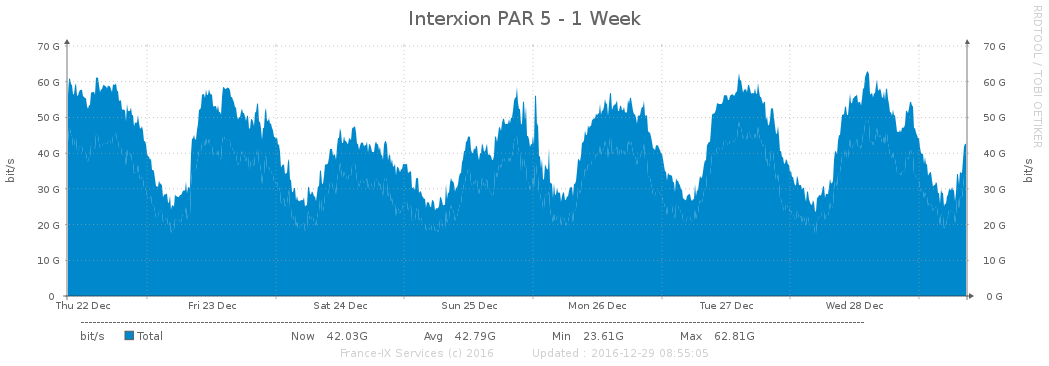 Interxion PAR 5 - 1 Week
RRDTOOL / TOBI OETIKER
70 G 70 G
60 G 60 G
50 G 50 G
40 G 40 G
30 G 30 G
20 G 20 G
10 G 10 G
0 0 G
bit/s
bit/s
Thu 22 Dec Fri 23 Dec Sat 24 Dec Sun 25 Dec Mon 26 Dec Tue 27 Dec Wed 28 Dec
bit/s Total Now 42.03G Avg 42.79G Min 23.61G Max 62.81G
France-IX Services (c) 2016 Updated : 2016-12-29 08:55:05